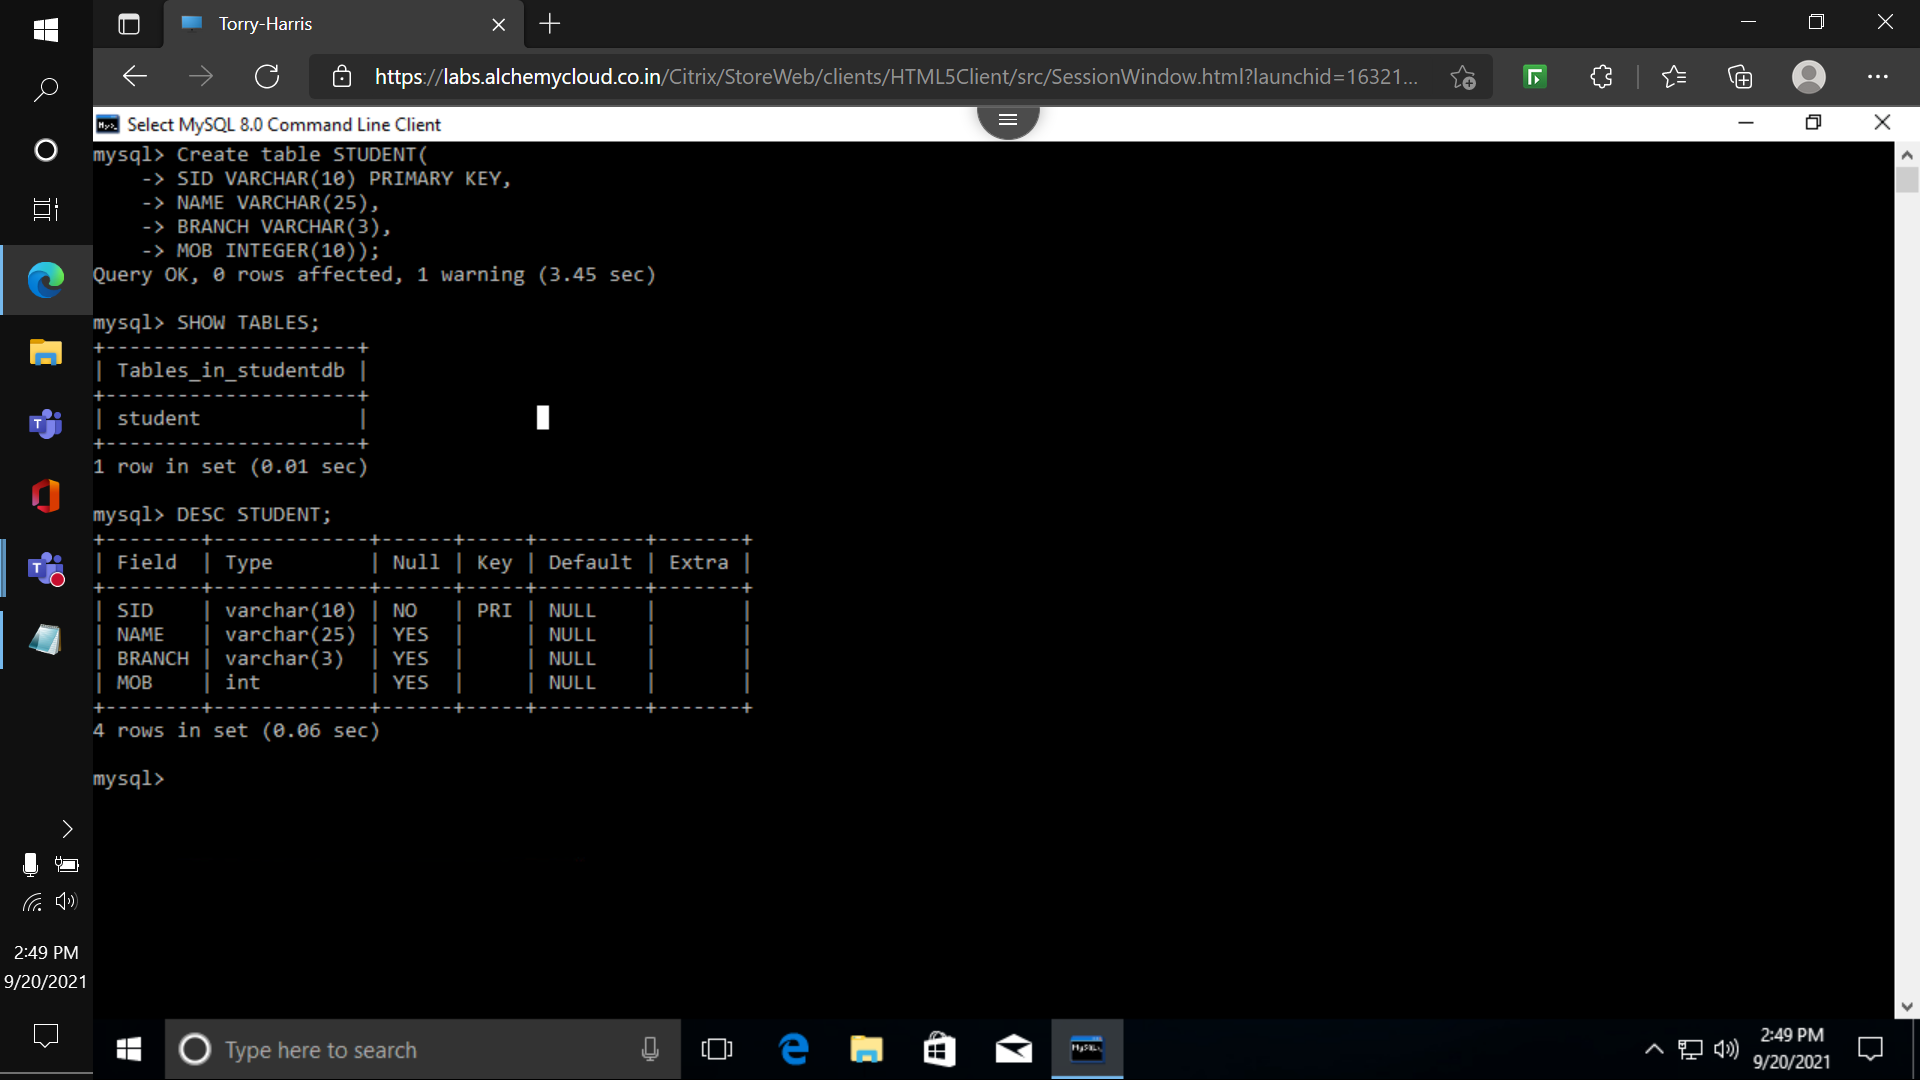 Torry-Harris
https://labs.alchemycloud.co.in/Citrix/StoreWeb/clients/HTML5Client/src/SessionWindow.html?launchid=16321...
Select MySQL 8.0 Command Line Client
mysql> Create table STUDENT(
    -> SID VARCHAR(10) PRIMARY KEY,
    -> NAME VARCHAR(25),
    -> BRANCH VARCHAR(3),
    -> MOB INTEGER(10));
Query OK, 0 rows affected, 1 warning (3.45 sec)
mysql> SHOW TABLES;
+---------------------+
| Tables_in_studentdb |
+---------------------+
| student             |
+---------------------+
1 row in set (0.01 sec)
mysql> DESC STUDENT;
+--------+-------------+------+-----+---------+-------+
| Field  | Type        | Null | Key | Default | Extra |
+--------+-------------+------+-----+---------+-------+
| SID    | varchar(10) | NO   | PRI | NULL    |       |
| NAME   | varchar(25) | YES  |     | NULL    |       |
| BRANCH | varchar(3)  | YES  |     | NULL    |       |
| MOB    | int         | YES  |     | NULL    |       |
+--------+-------------+------+-----+---------+-------+
4 rows in set (0.06 sec)
mysql>
2:49 PM
9/20/2021
Type here to search
2:49 PM
9/20/2021